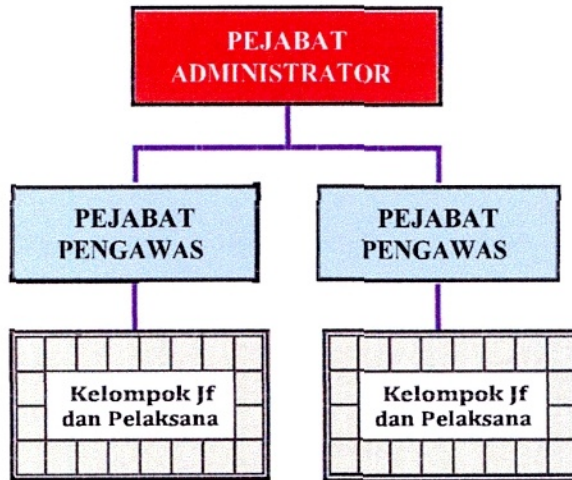 PEJABAT
ADMINISTRATOR
PEJABAT
PENGAWAS
PEJABAT
PENGAWAS
Kelompok Jf
dan Pelaksana
Kelompok Jf
dan Pelaksana